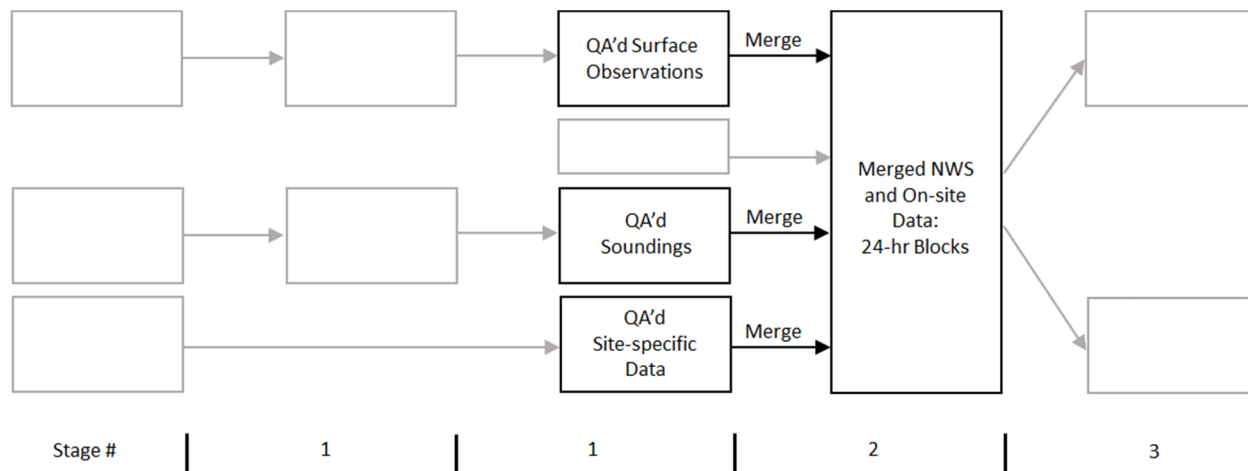 QA’d Surface
Observations
Merge
QA’d
Soundings
Merge
QA’d
Site-specific
Data
Merge
Merged NWS
and On-site
Data:
24-hr Blocks
Stage #
1
1
2
3